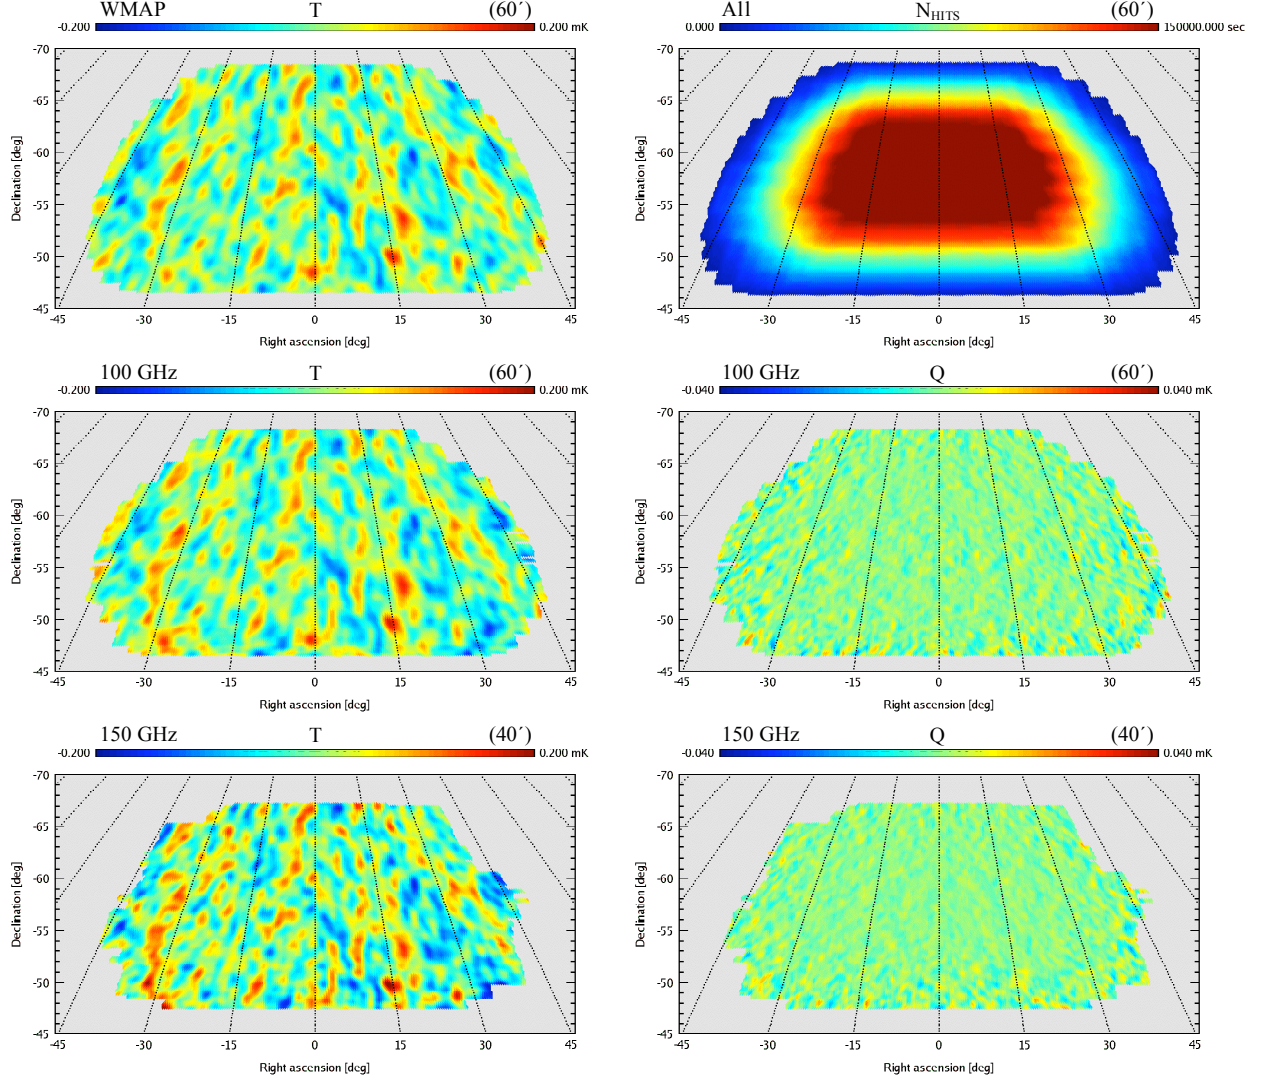 WMAP T (60´)
-0.200 0.200 mK
-70
-65
-60
-55
-50
-45
Declination [deg]
-45 -30 -15 0 15 30 45
Right ascension [deg]
All N_HITS (60´)
0.000 150000.000 sec
-70
-65
-60
-55
-50
-45
Declination [deg]
-45 -30 -15 0 15 30 45
Right ascension [deg]
100 GHz T (60´)
-0.200 0.200 mK
-70
-65
-60
-55
-50
-45
Declination [deg]
-45 -30 -15 0 15 30 45
Right ascension [deg]
100 GHz Q (60´)
-0.040 0.040 mK
-70
-65
-60
-55
-50
-45
Declination [deg]
-45 -30 -15 0 15 30 45
Right ascension [deg]
150 GHz T (40´)
-0.200 0.200 mK
-70
-65
-60
-55
-50
-45
Declination [deg]
-45 -30 -15 0 15 30 45
Right ascension [deg]
150 GHz Q (40´)
-0.040 0.040 mK
-70
-65
-60
-55
-50
-45
Declination [deg]
-45 -30 -15 0 15 30 45
Right ascension [deg]